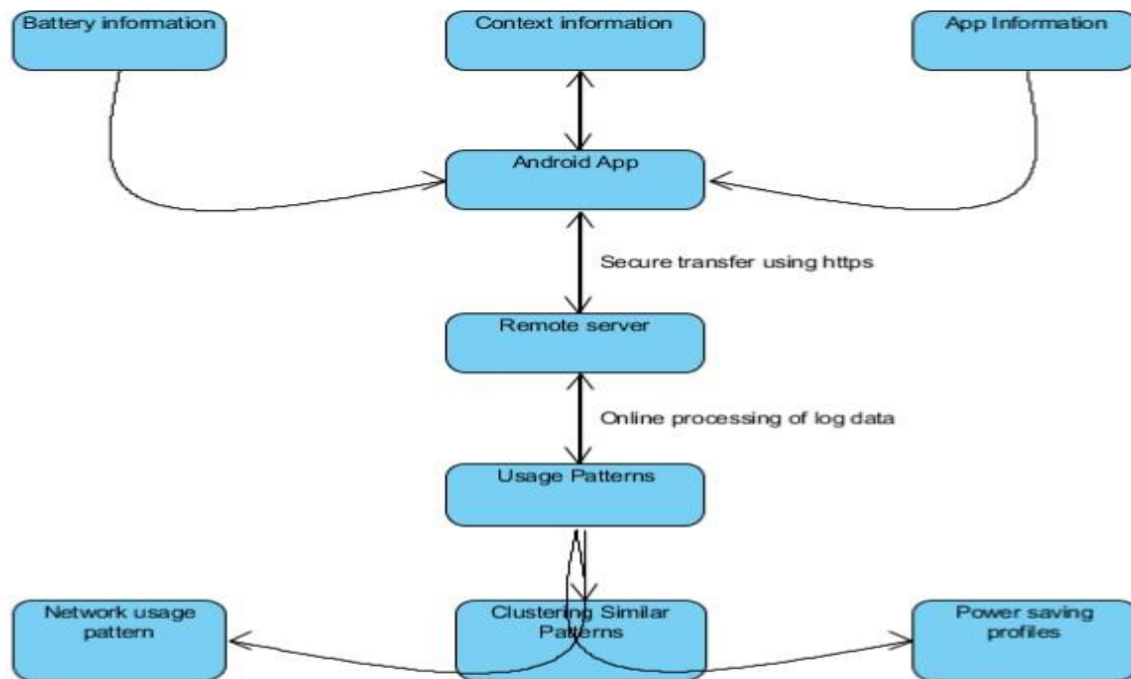 Battery information
Context information
App Information
Android App
Secure transfer using https
Remote server
Online processing of log data
Usage Patterns
Network usage
pattern
Clustering Similar
Patterns
Power saving
profiles